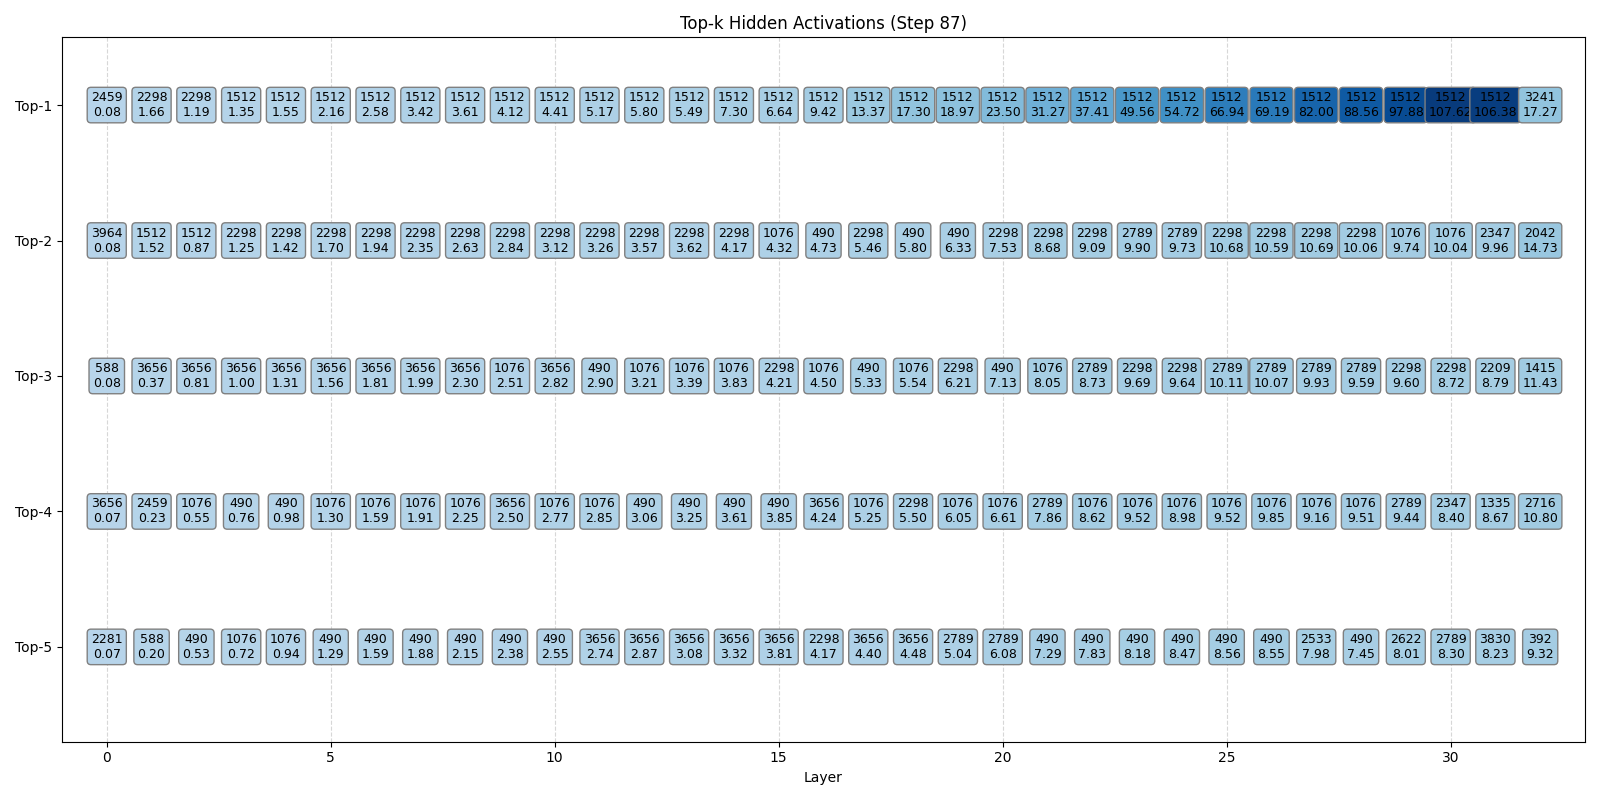 Top-k Hidden Activations (Step 87)
Top-1
2459 2298 2298 1512 1512 1512 1512 1512 1512 1512 1512 1512 1512 1512 1512 1512 1512 1512 1512 1512 1512 1512 1512 1512 1512 1512 1512 1512 1512 1512 1512 1512 3241
0.08 1.66 1.19 1.35 1.55 2.16 2.58 3.42 3.61 4.12 4.41 5.17 5.80 5.49 7.30 6.64 9.42 13.37 17.30 18.97 23.50 31.27 37.41 49.56 54.72 66.94 69.19 82.00 88.56 97.88 107.62 106.38 17.27
Top-2
3964 1512 1512 2298 2298 2298 2298 2298 2298 2298 2298 2298 2298 2298 2298 1076 490 2298 490 490 2298 2298 2298 2789 2789 2298 2298 2298 2298 1076 1076 2347 2042
0.08 1.52 0.87 1.25 1.42 1.70 1.94 2.35 2.63 2.84 3.12 3.26 3.57 3.62 4.17 4.32 4.73 5.46 5.80 6.33 7.53 8.68 9.09 9.90 9.73 10.68 10.59 10.69 10.06 9.74 10.04 9.96 14.73
Top-3
588 3656 3656 3656 3656 3656 3656 3656 3656 1076 3656 490 1076 1076 1076 2298 1076 490 1076 2298 490 1076 2789 2298 2298 2789 2789 2789 2789 2298 2298 2209 1415
0.08 0.37 0.81 1.00 1.31 1.56 1.81 1.99 2.30 2.51 2.82 2.90 3.21 3.39 3.83 4.21 4.50 5.33 5.54 6.21 7.13 8.05 8.73 9.69 9.64 10.11 10.07 9.93 9.59 9.60 8.72 8.79 11.43
Top-4
3656 2459 1076 490 490 1076 1076 1076 1076 3656 1076 1076 490 490 490 490 3656 1076 2298 1076 1076 2789 1076 1076 1076 1076 1076 1076 1076 2789 2347 1335 2716
0.07 0.23 0.55 0.76 0.98 1.30 1.59 1.91 2.25 2.50 2.77 2.85 3.06 3.25 3.61 3.85 4.24 5.25 5.50 6.05 6.61 7.86 8.62 9.52 8.98 9.52 9.85 9.16 9.51 9.44 8.40 8.67 10.80
Top-5
2281 588 490 1076 1076 490 490 490 490 490 490 3656 3656 3656 3656 3656 2298 3656 3656 2789 2789 490 490 490 490 490 490 2533 490 2622 2789 3830 392
0.07 0.20 0.53 0.72 0.94 1.29 1.59 1.88 2.15 2.38 2.55 2.74 2.87 3.08 3.32 3.81 4.17 4.40 4.48 5.04 6.08 7.29 7.83 8.18 8.47 8.56 8.55 7.98 7.45 8.01 8.30 8.23 9.32
0 5 10 15 20 25 30
Layer